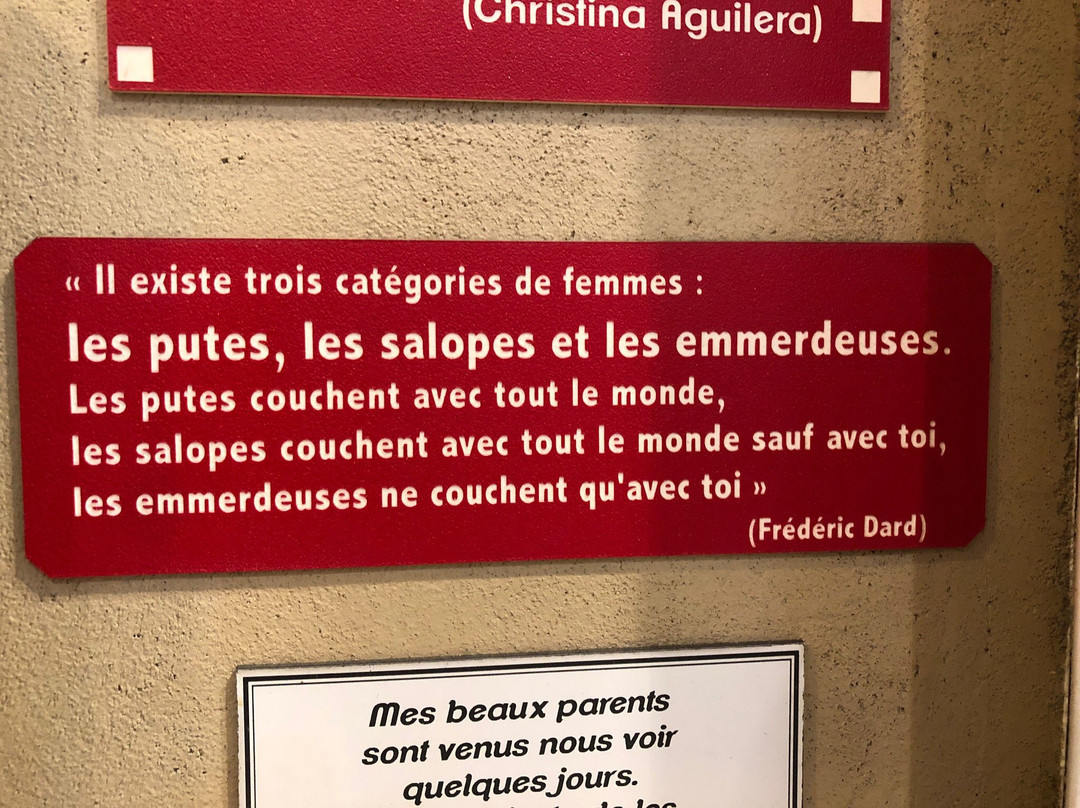 (Christina Aguilera)
« Il existe trois catégories de femmes :
les putes, les salopes et les emmerdeuses.
Les putes couchent avec tout le monde,
les salopes couchent avec tout le monde sauf avec toi,
les emmerdeuses ne couchent qu'avec toi »
(Frédéric Dard)
Mes beaux parents
sont venus nous voir
quelques jours.